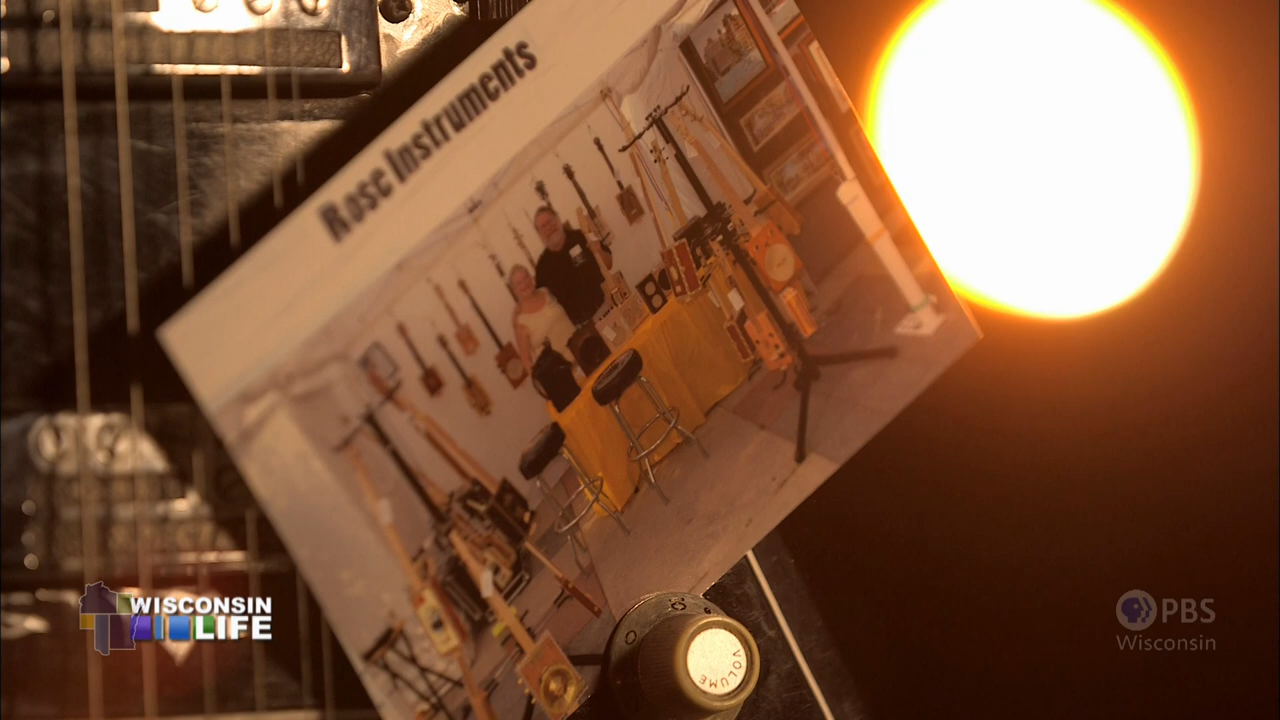 Rose Instruments
WISCONSIN
LIFE
PBS
Wisconsin
VOLUME